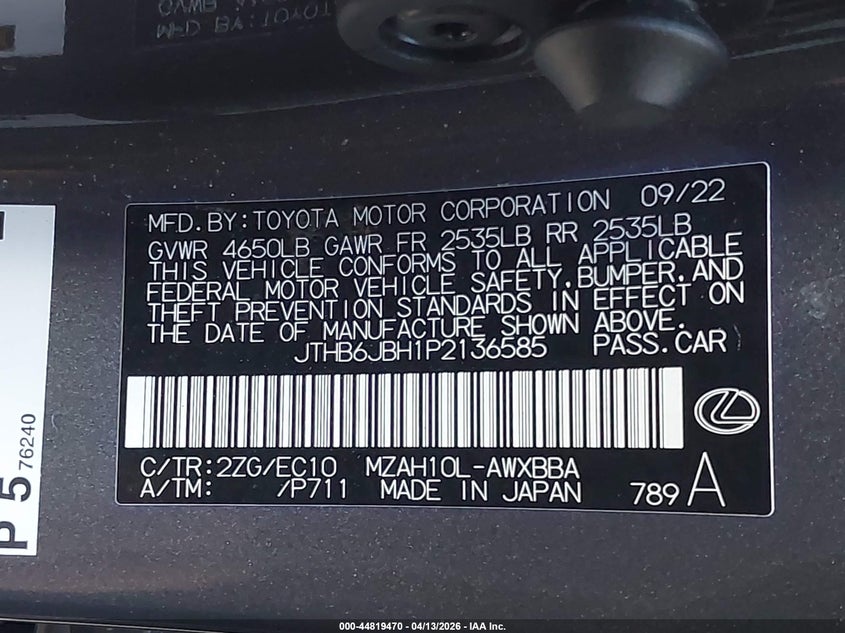 MFD.BY:TOYOTA MOTOR CORPORATION 09/22
GVWR 4650LB GAWR FR 2535LB RR 2535LB
THIS VEHICLE CONFORMS TO ALL APPLICABLE
FEDERAL MOTOR VEHICLE SAFETY,BUMPER,AND
THEFT PREVENTION STANDARDS IN EFFECT ON
THE DATE OF MANUFACTURE SHOWN ABOVE.
JTHB6JBH1P2136585 PASS.CAR
C/TR:2ZG/EC10 MZAH10L-AWXBBA
A/TM: /P711 MADE IN JAPAN 789 A
P 5 76240
000-44819470 - 04/13/2026 - IAA Inc.